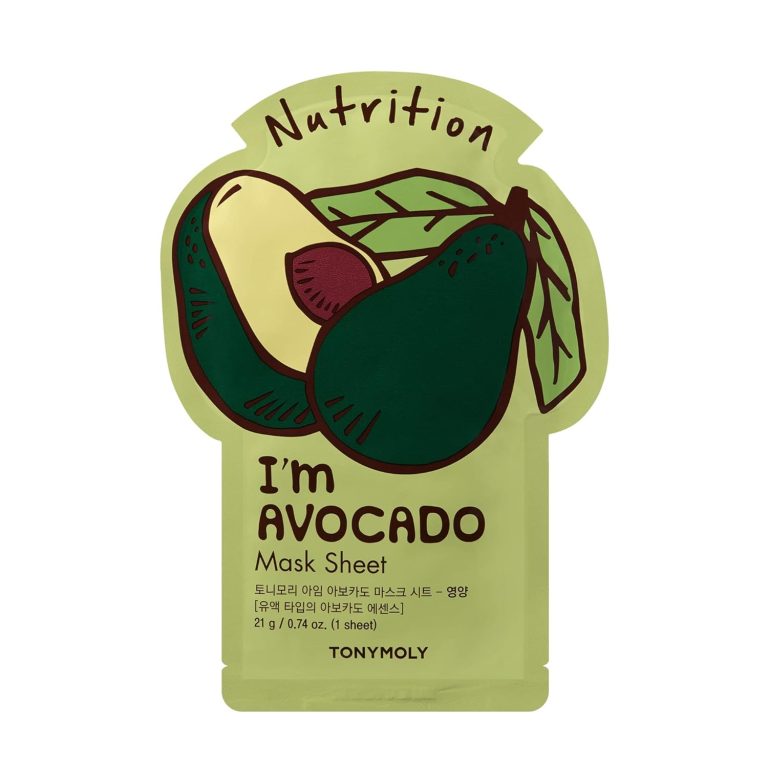 Nutrition
I'm
AVOCADO
Mask Sheet
토니모리 아임 아보카도 마스크 시트 - 영양
[유액 타입의 아보카도 에센스]
21 g / 0.74 oz. (1 sheet)
TONYMOLY